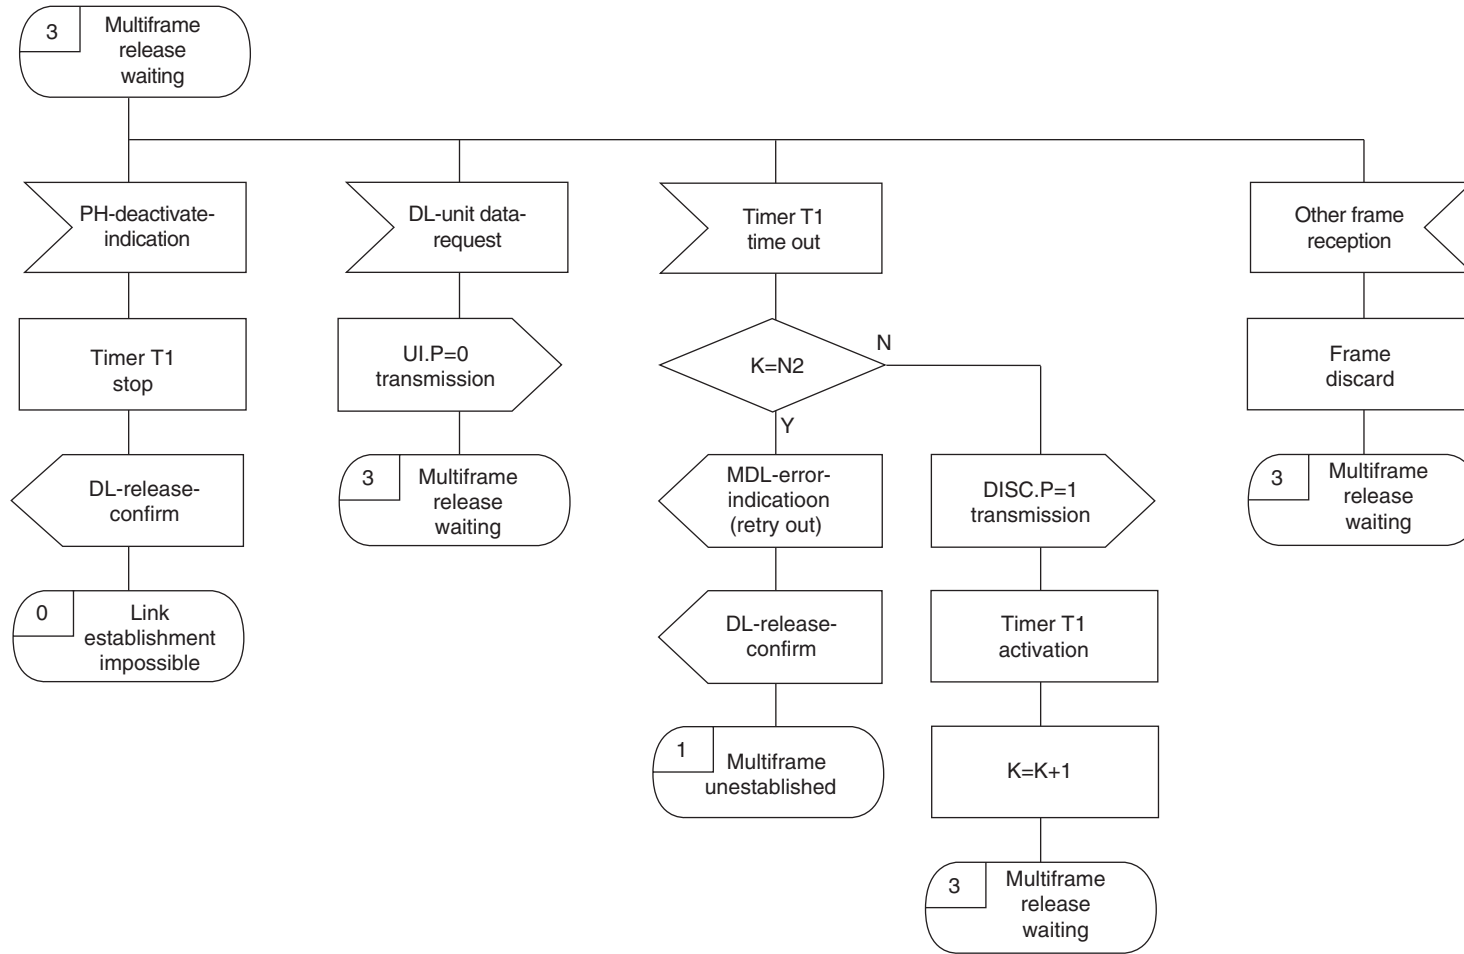 3
Multiframe
release
waiting
PH-deactivate-
indication
DL-unit data-
request
Timer T1
time out
Other frame
reception
Timer T1
stop
UI.P=0
transmission
K=N2
N
Y
Frame
discard
DL-release-
confirm
3
Multiframe
release
waiting
MDL-error-
indicatioon
(retry out)
DISC.P=1
transmission
3
Multiframe
release
waiting
0
Link
establishment
impossible
DL-release-
confirm
Timer T1
activation
1
Multiframe
unestablished
K=K+1
3
Multiframe
release
waiting